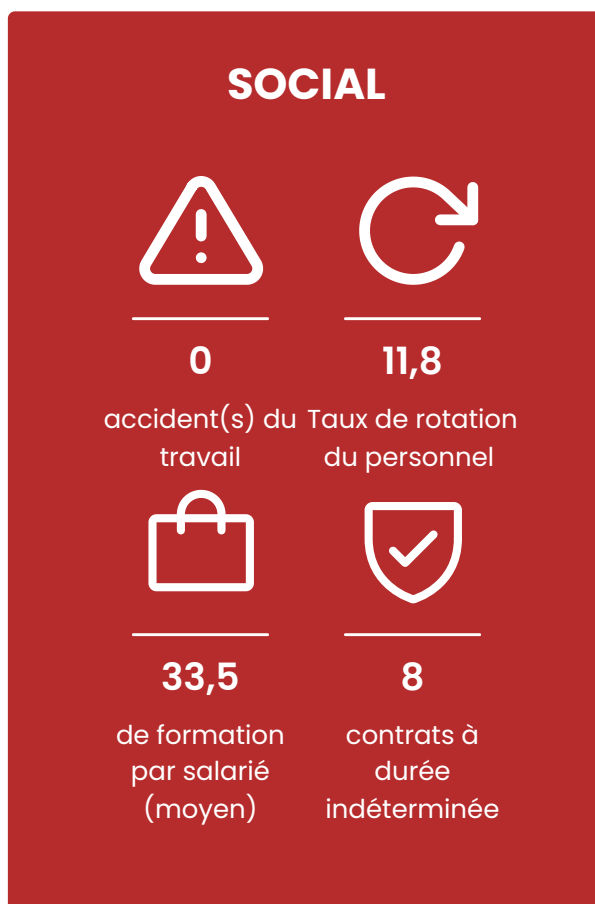 SOCIAL
0
accident(s) du
travail
11,8
Taux de rotation
du personnel
33,5
de formation
par salarié
(moyen)
8
contrats à
durée
indéterminée